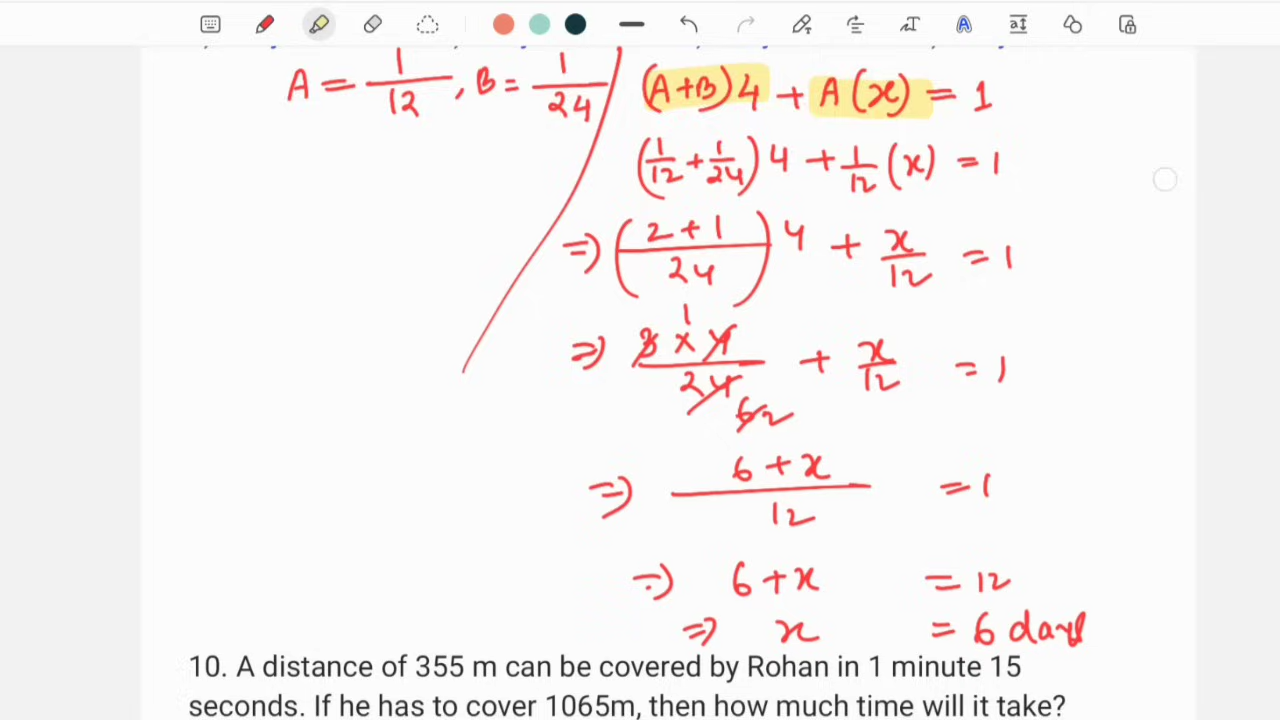 A = 1/12, B = 1/24
(A+B)4 + A(x) = 1
(1/12 + 1/24)4 + 1/12(x) = 1
=> (2+1/24)4 + x/12 = 1
1
=> 3 x 4/24 + x/12 = 1
6 2
=> 6+x/12 = 1
=> 6+x = 12
=> x = 6 days
10. A distance of 355 m can be covered by Rohan in 1 minute 15
seconds. If he has to cover 1065m, then how much time will it take?